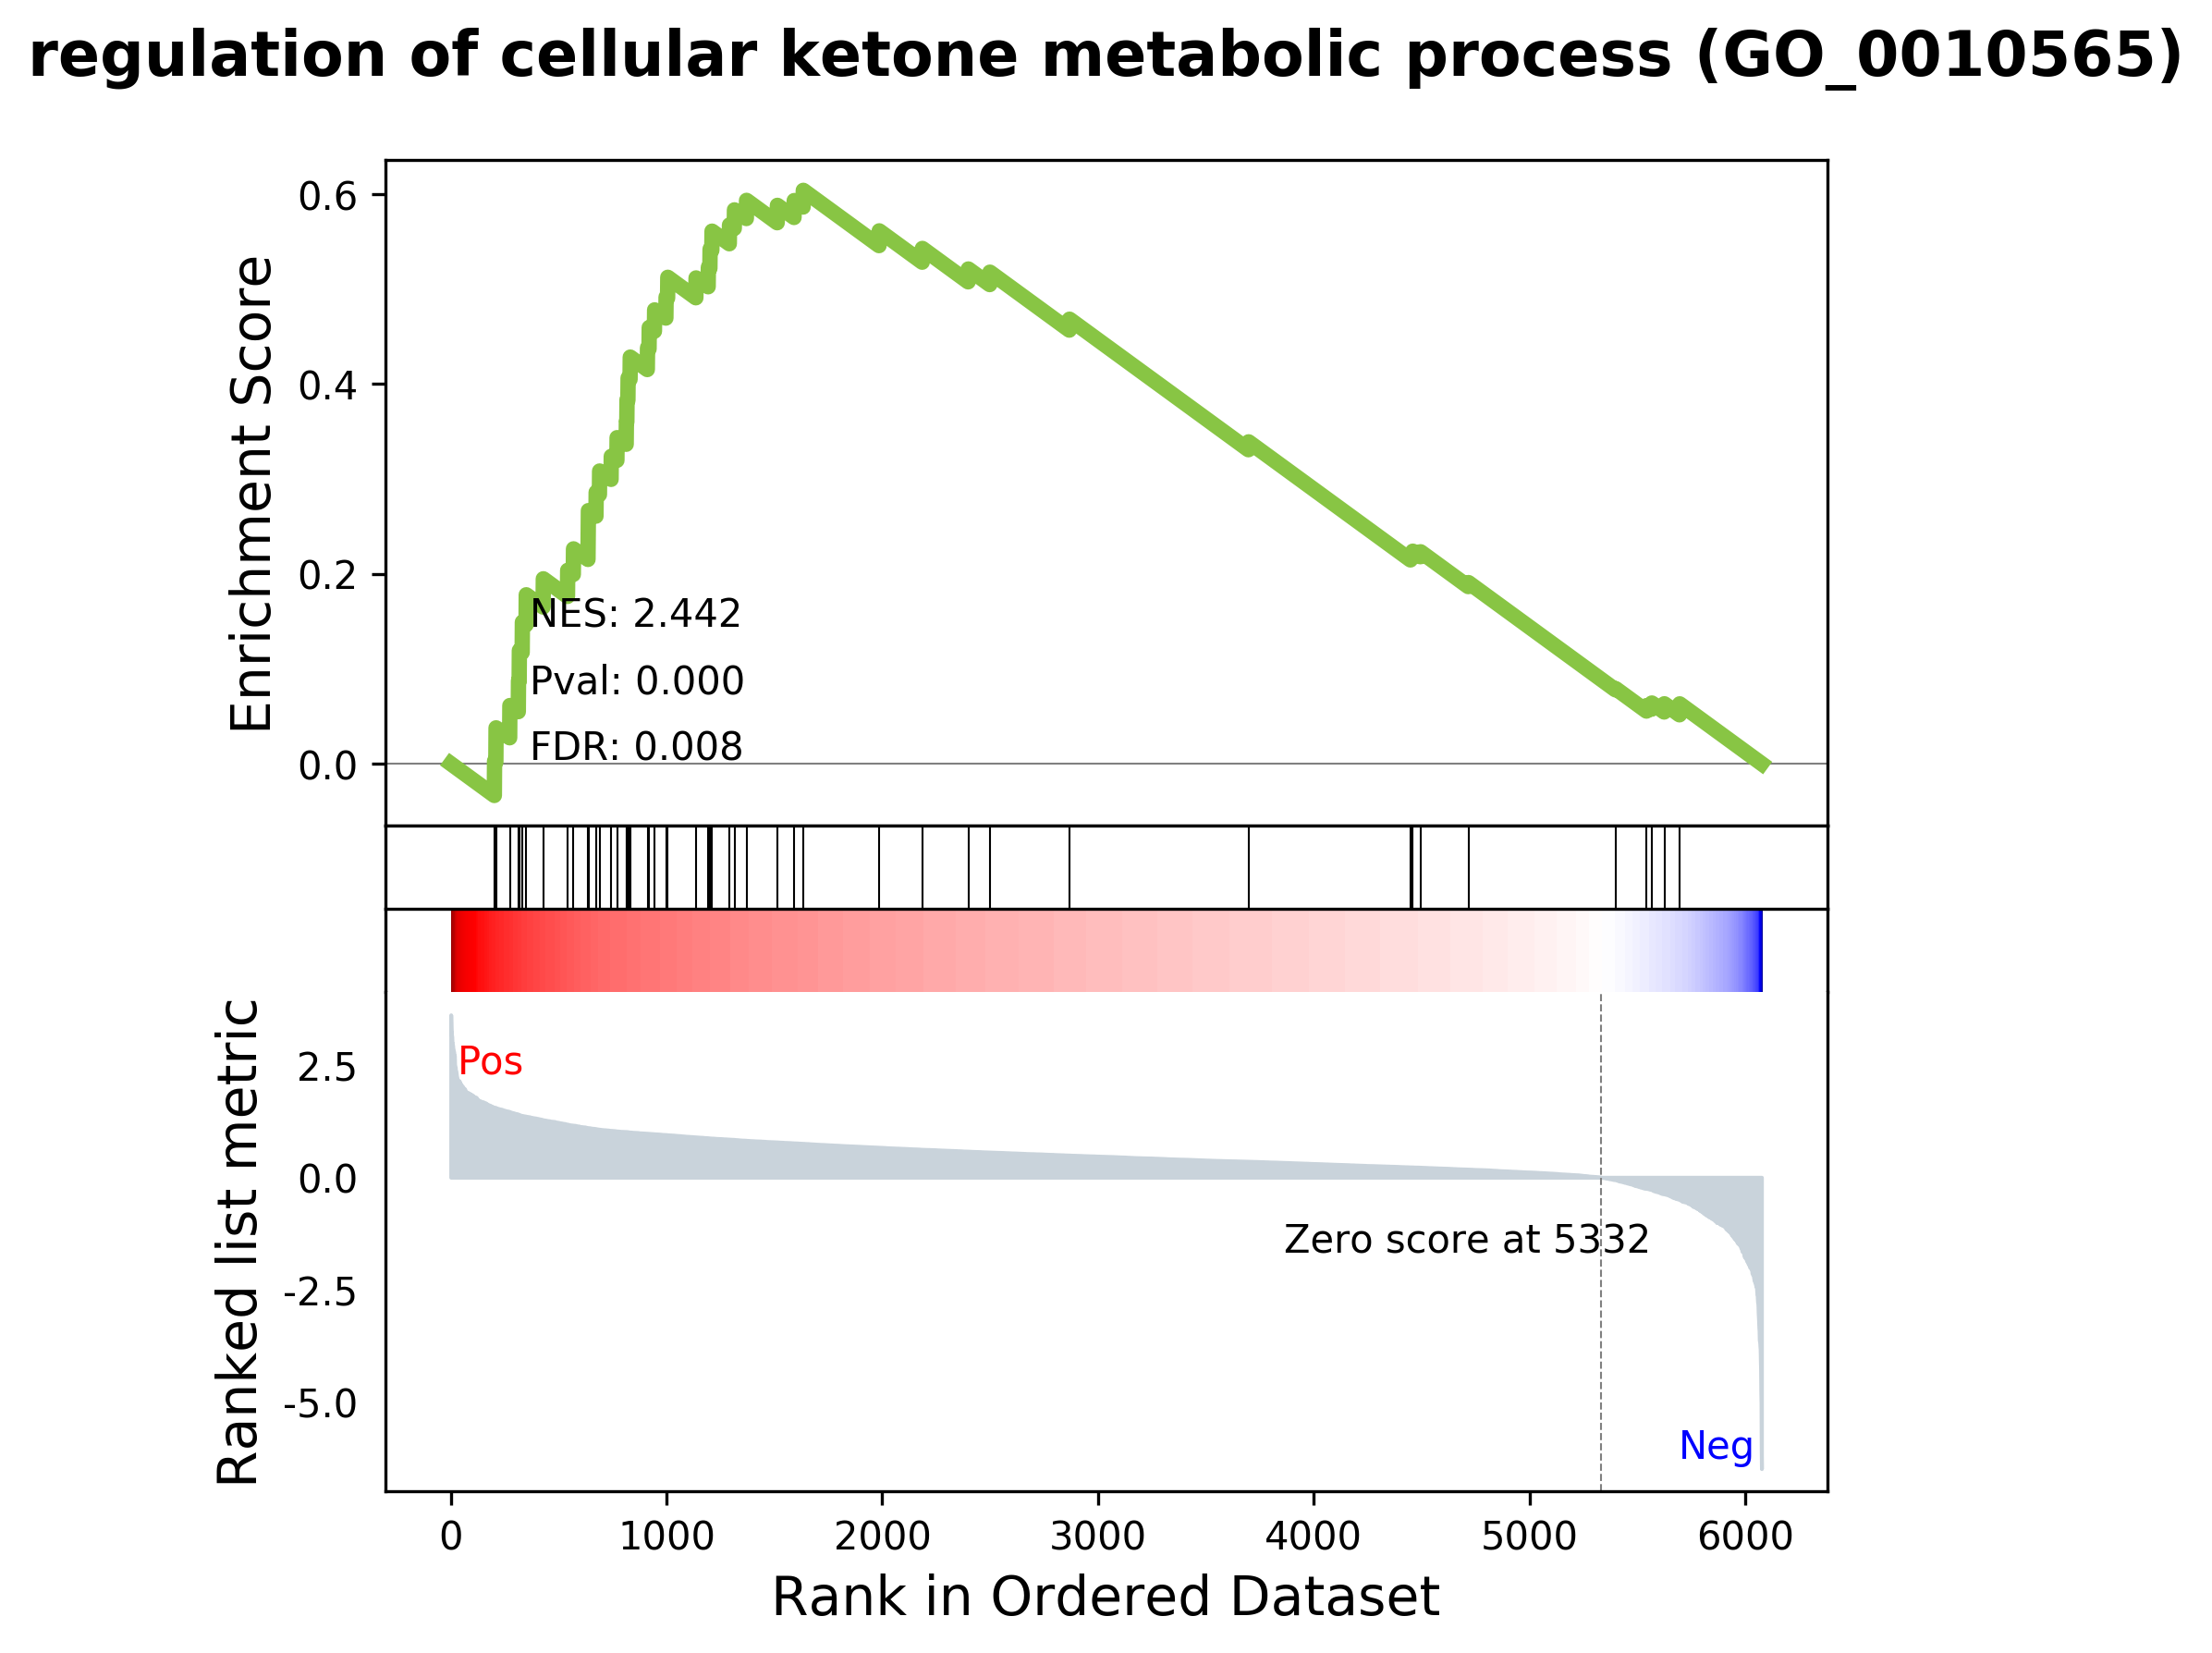 regulation of cellular ketone metabolic process (GO_0010565)
Enrichment Score
0.6
0.4
0.2
0.0
NES: 2.442
Pval: 0.000
FDR: 0.008
Ranked list metric
2.5
0.0
-2.5
-5.0
Pos
Zero score at 5332
Neg
0 1000 2000 3000 4000 5000 6000
Rank in Ordered Dataset